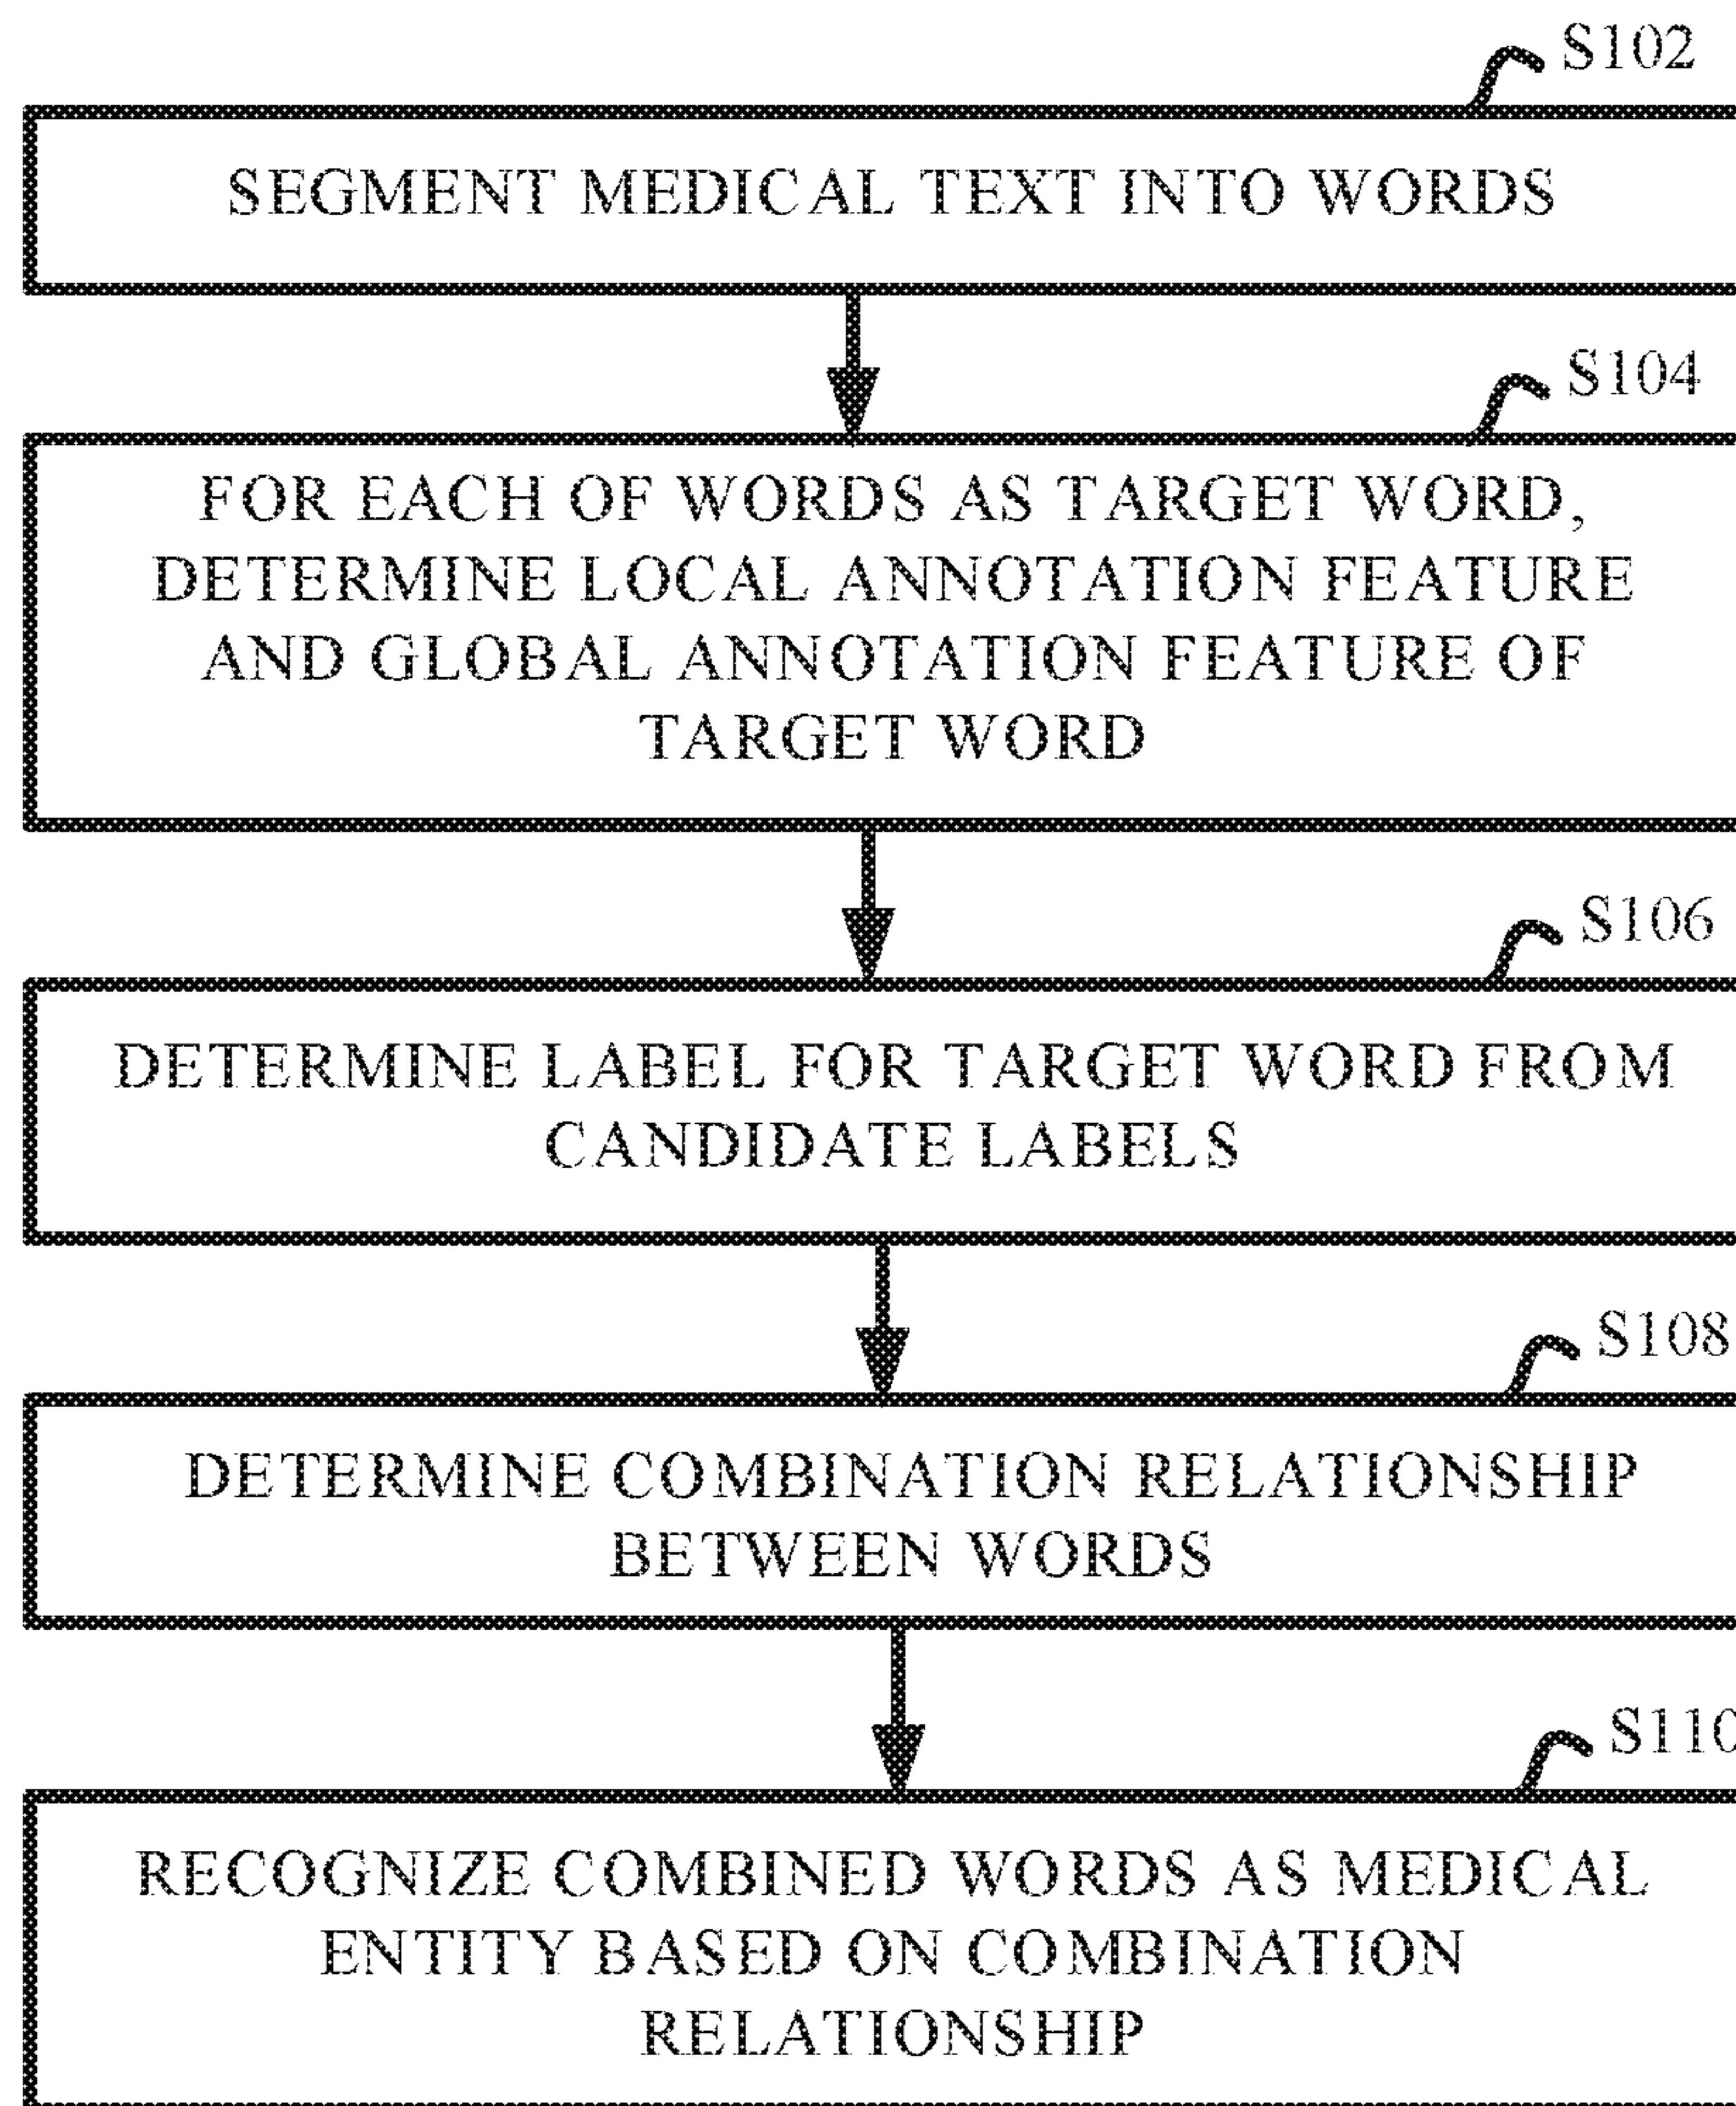 S102
SEGMENT MEDICAL TEXT INTO WORDS
S104
FOR EACH OF WORDS AS TARGET WORD,
DETERMINE LOCAL ANNOTATION FEATURE
AND GLOBAL ANNOTATION FEATURE OF
TARGET WORD
S106
DETERMINE LABEL FOR TARGET WORD FROM
CANDIDATE LABELS
S108
DETERMINE COMBINATION RELATIONSHIP
BETWEEN WORDS
S110
RECOGNIZE COMBINED WORDS AS MEDICAL
ENTITY BASED ON COMBINATION
RELATIONSHIP